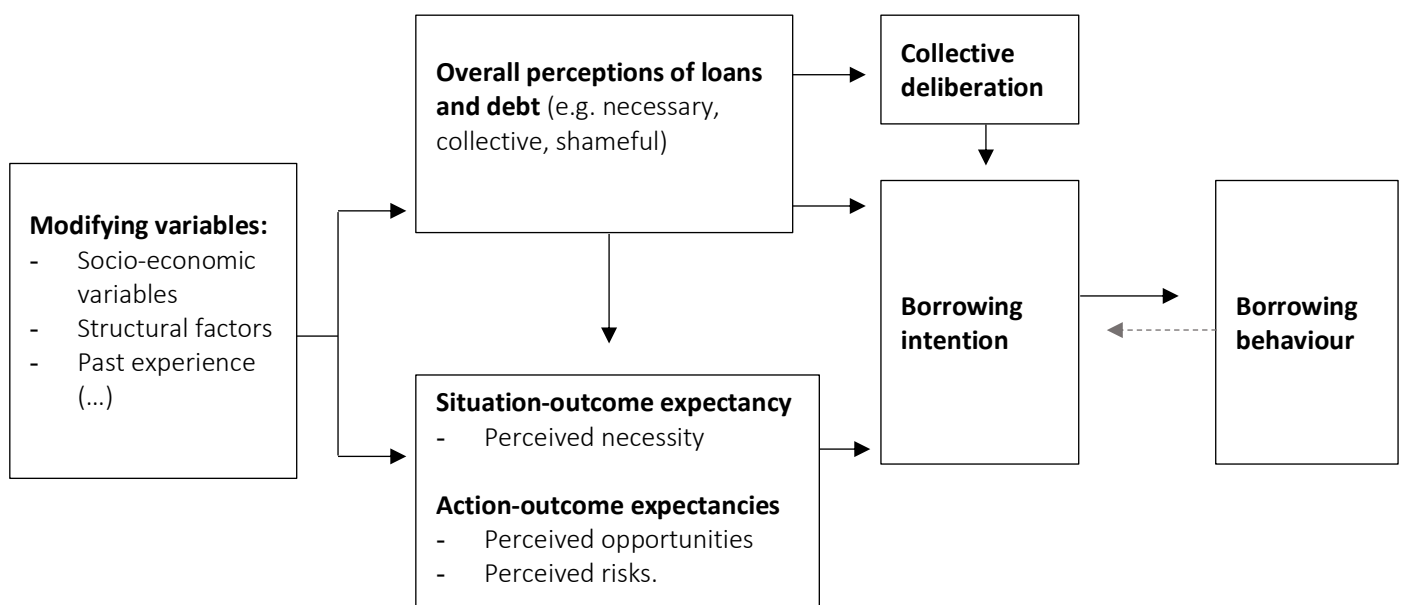 Modifying variables:
- Socio-economic
variables
- Structural factors
- Past experience
(...)
Overall perceptions of loans
and debt (e.g. necessary,
collective, shameful)
Situation-outcome expectancy
- Perceived necessity
Action-outcome expectancies
- Perceived opportunities
- Perceived risks.
Collective
deliberation
Borrowing
intention
Borrowing
behaviour